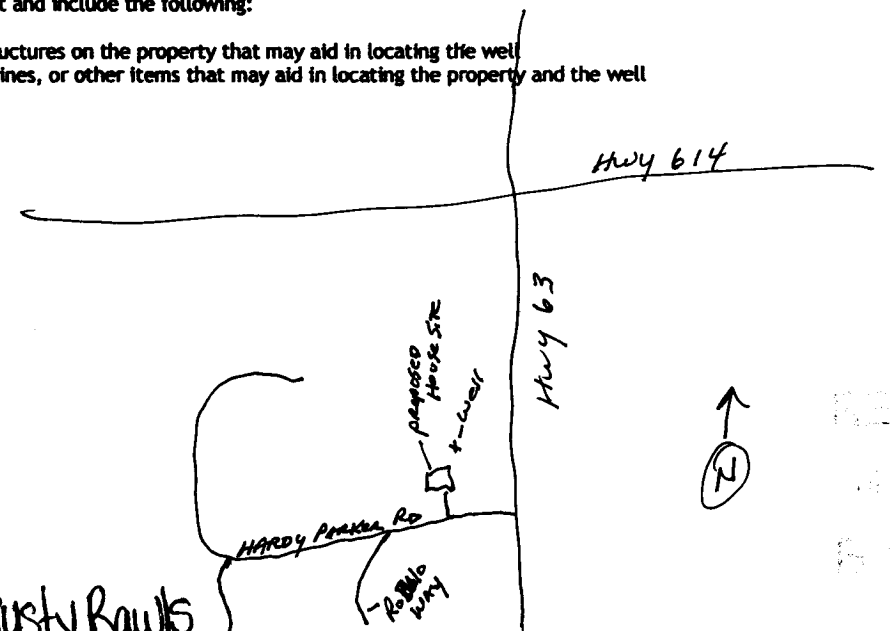 t and include the following:
uctures on the property that may aid in locating the well
ines, or other items that may aid in locating the property and the well
Hwy 614
Hwy 63
PROPOSED
House Site
x - well
N
HARDY PARKER RD
WAY
usty Rawls